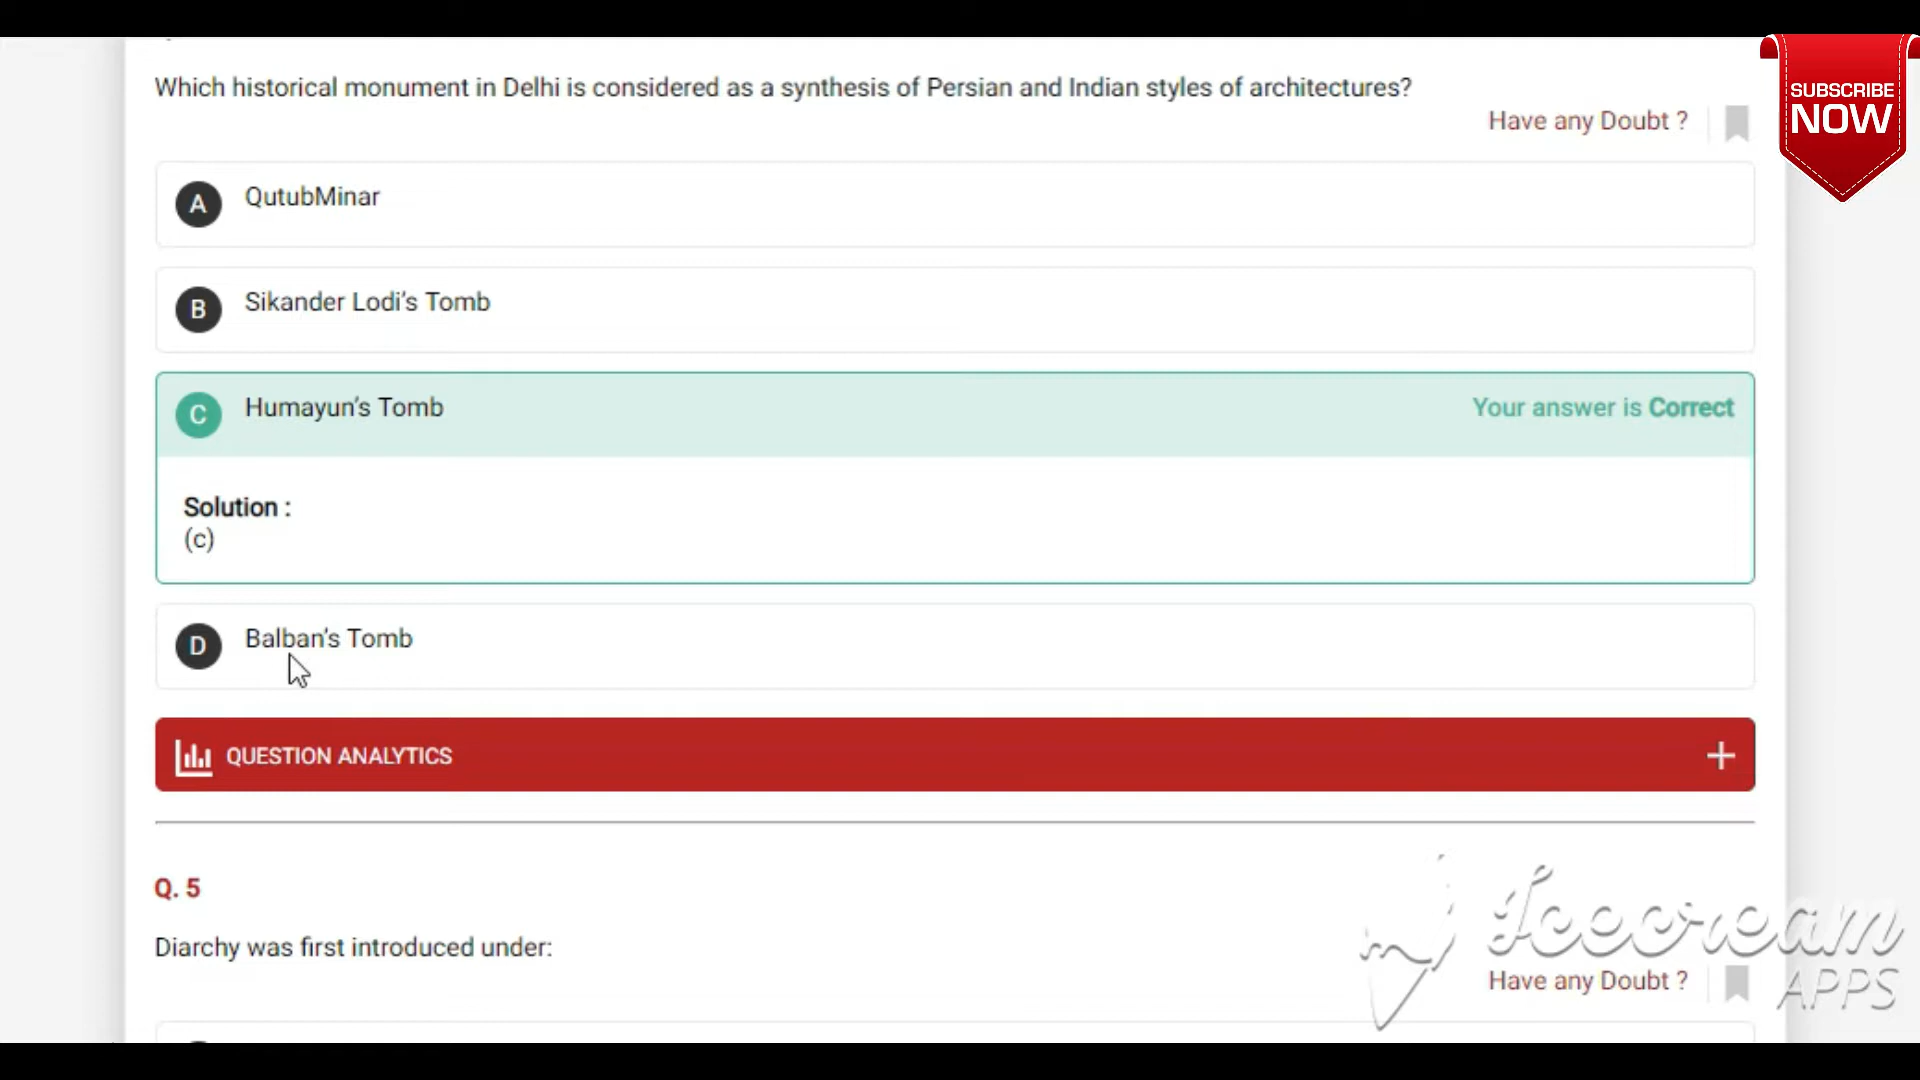 Which historical monument in Delhi is considered as a synthesis of Persian and Indian styles of architectures?
SUBSCRIBE
NOW
Have any Doubt ?
A QutubMinar
B Sikander Lodi's Tomb
C Humayun's Tomb Your answer is Correct
Solution :
(c)
D Balban's Tomb
QUESTION ANALYTICS +
Q. 5
Diarchy was first introduced under:
Have any Doubt ?
Icecream
APPS